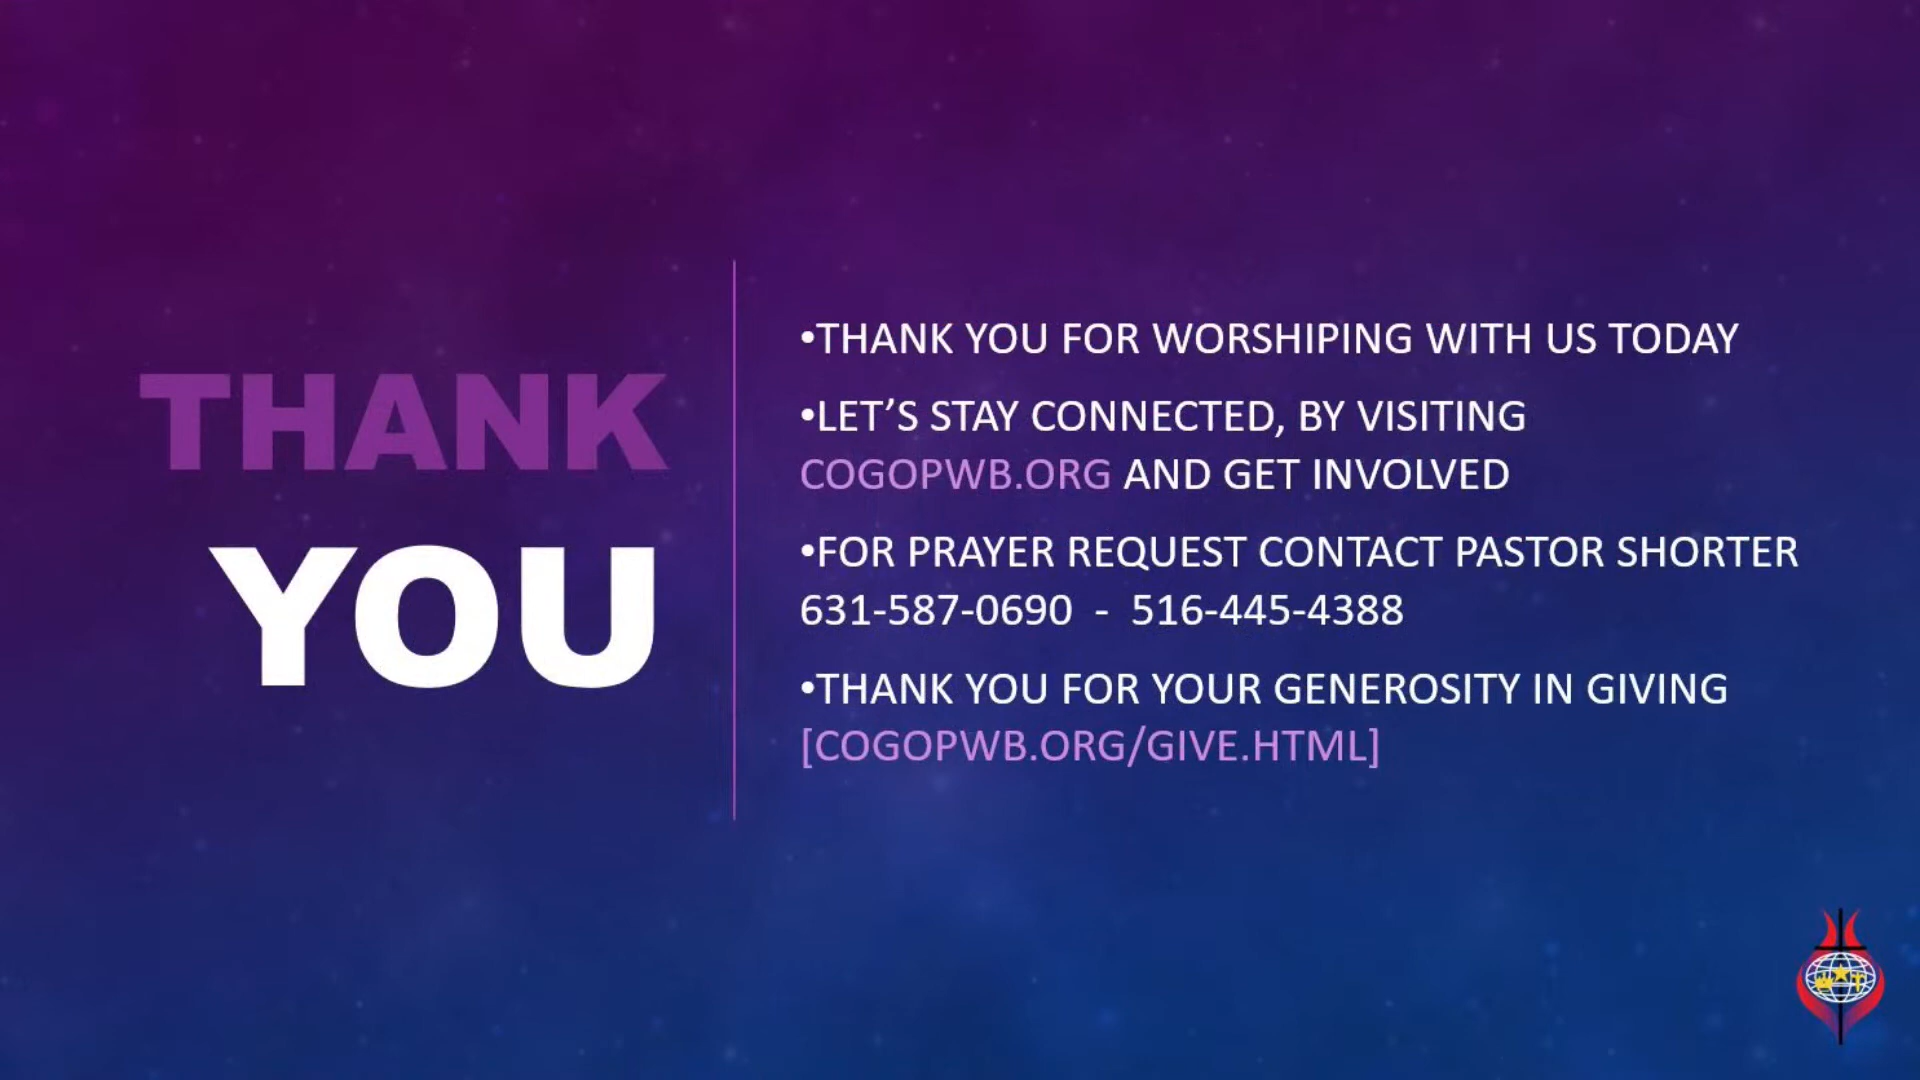 THANK
YOU
•THANK YOU FOR WORSHIPING WITH US TODAY
•LET’S STAY CONNECTED, BY VISITING
COGOPWB.ORG AND GET INVOLVED
•FOR PRAYER REQUEST CONTACT PASTOR SHORTER
631-587-0690 - 516-445-4388
•THANK YOU FOR YOUR GENEROSITY IN GIVING
[COGOPWB.ORG/GIVE.HTML]